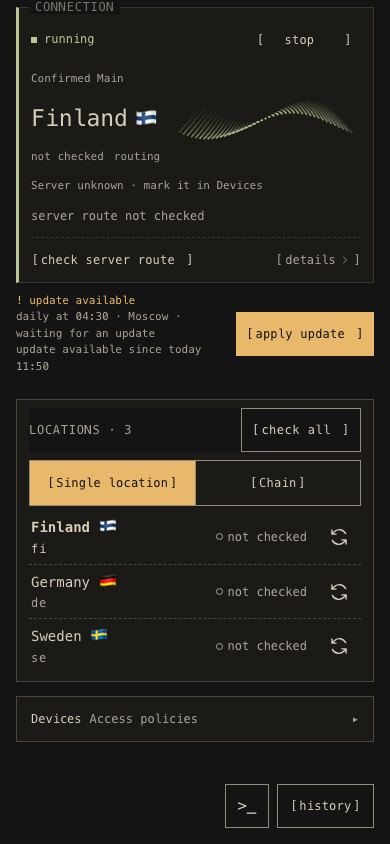 CONNECTION
running
[ stop ]
Confirmed Main
Finland 🇫🇮
not checked routing
Server unknown · mark it in Devices
server route not checked
[check server route ]
[details > ]
! update available
daily at 04:30 · Moscow ·
waiting for an update
update available since today
11:50
[apply update ]
LOCATIONS · 3
[check all ]
[Single location]
[Chain]
Finland 🇫🇮
fi
not checked
Germany 🇩🇪
de
not checked
Sweden 🇸🇪
se
not checked
Devices Access policies ▸
>_
[history]